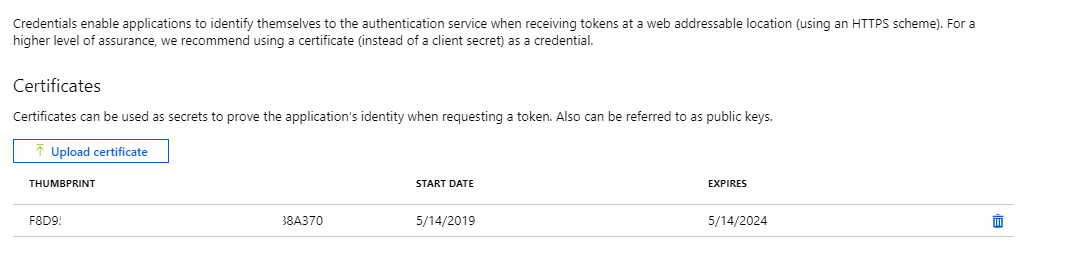 Credentials enable applications to identify themselves to the authentication service when receiving tokens at a web addressable location (using an HTTPS scheme). For a
higher level of assurance, we recommend using a certificate (instead of a client secret) as a credential.
Certificates
Certificates can be used as secrets to prove the application's identity when requesting a token. Also can be referred to as public keys.
Upload certificate
THUMBPRINT START DATE EXPIRES
F8D9 8A370 5/14/2019 5/14/2024